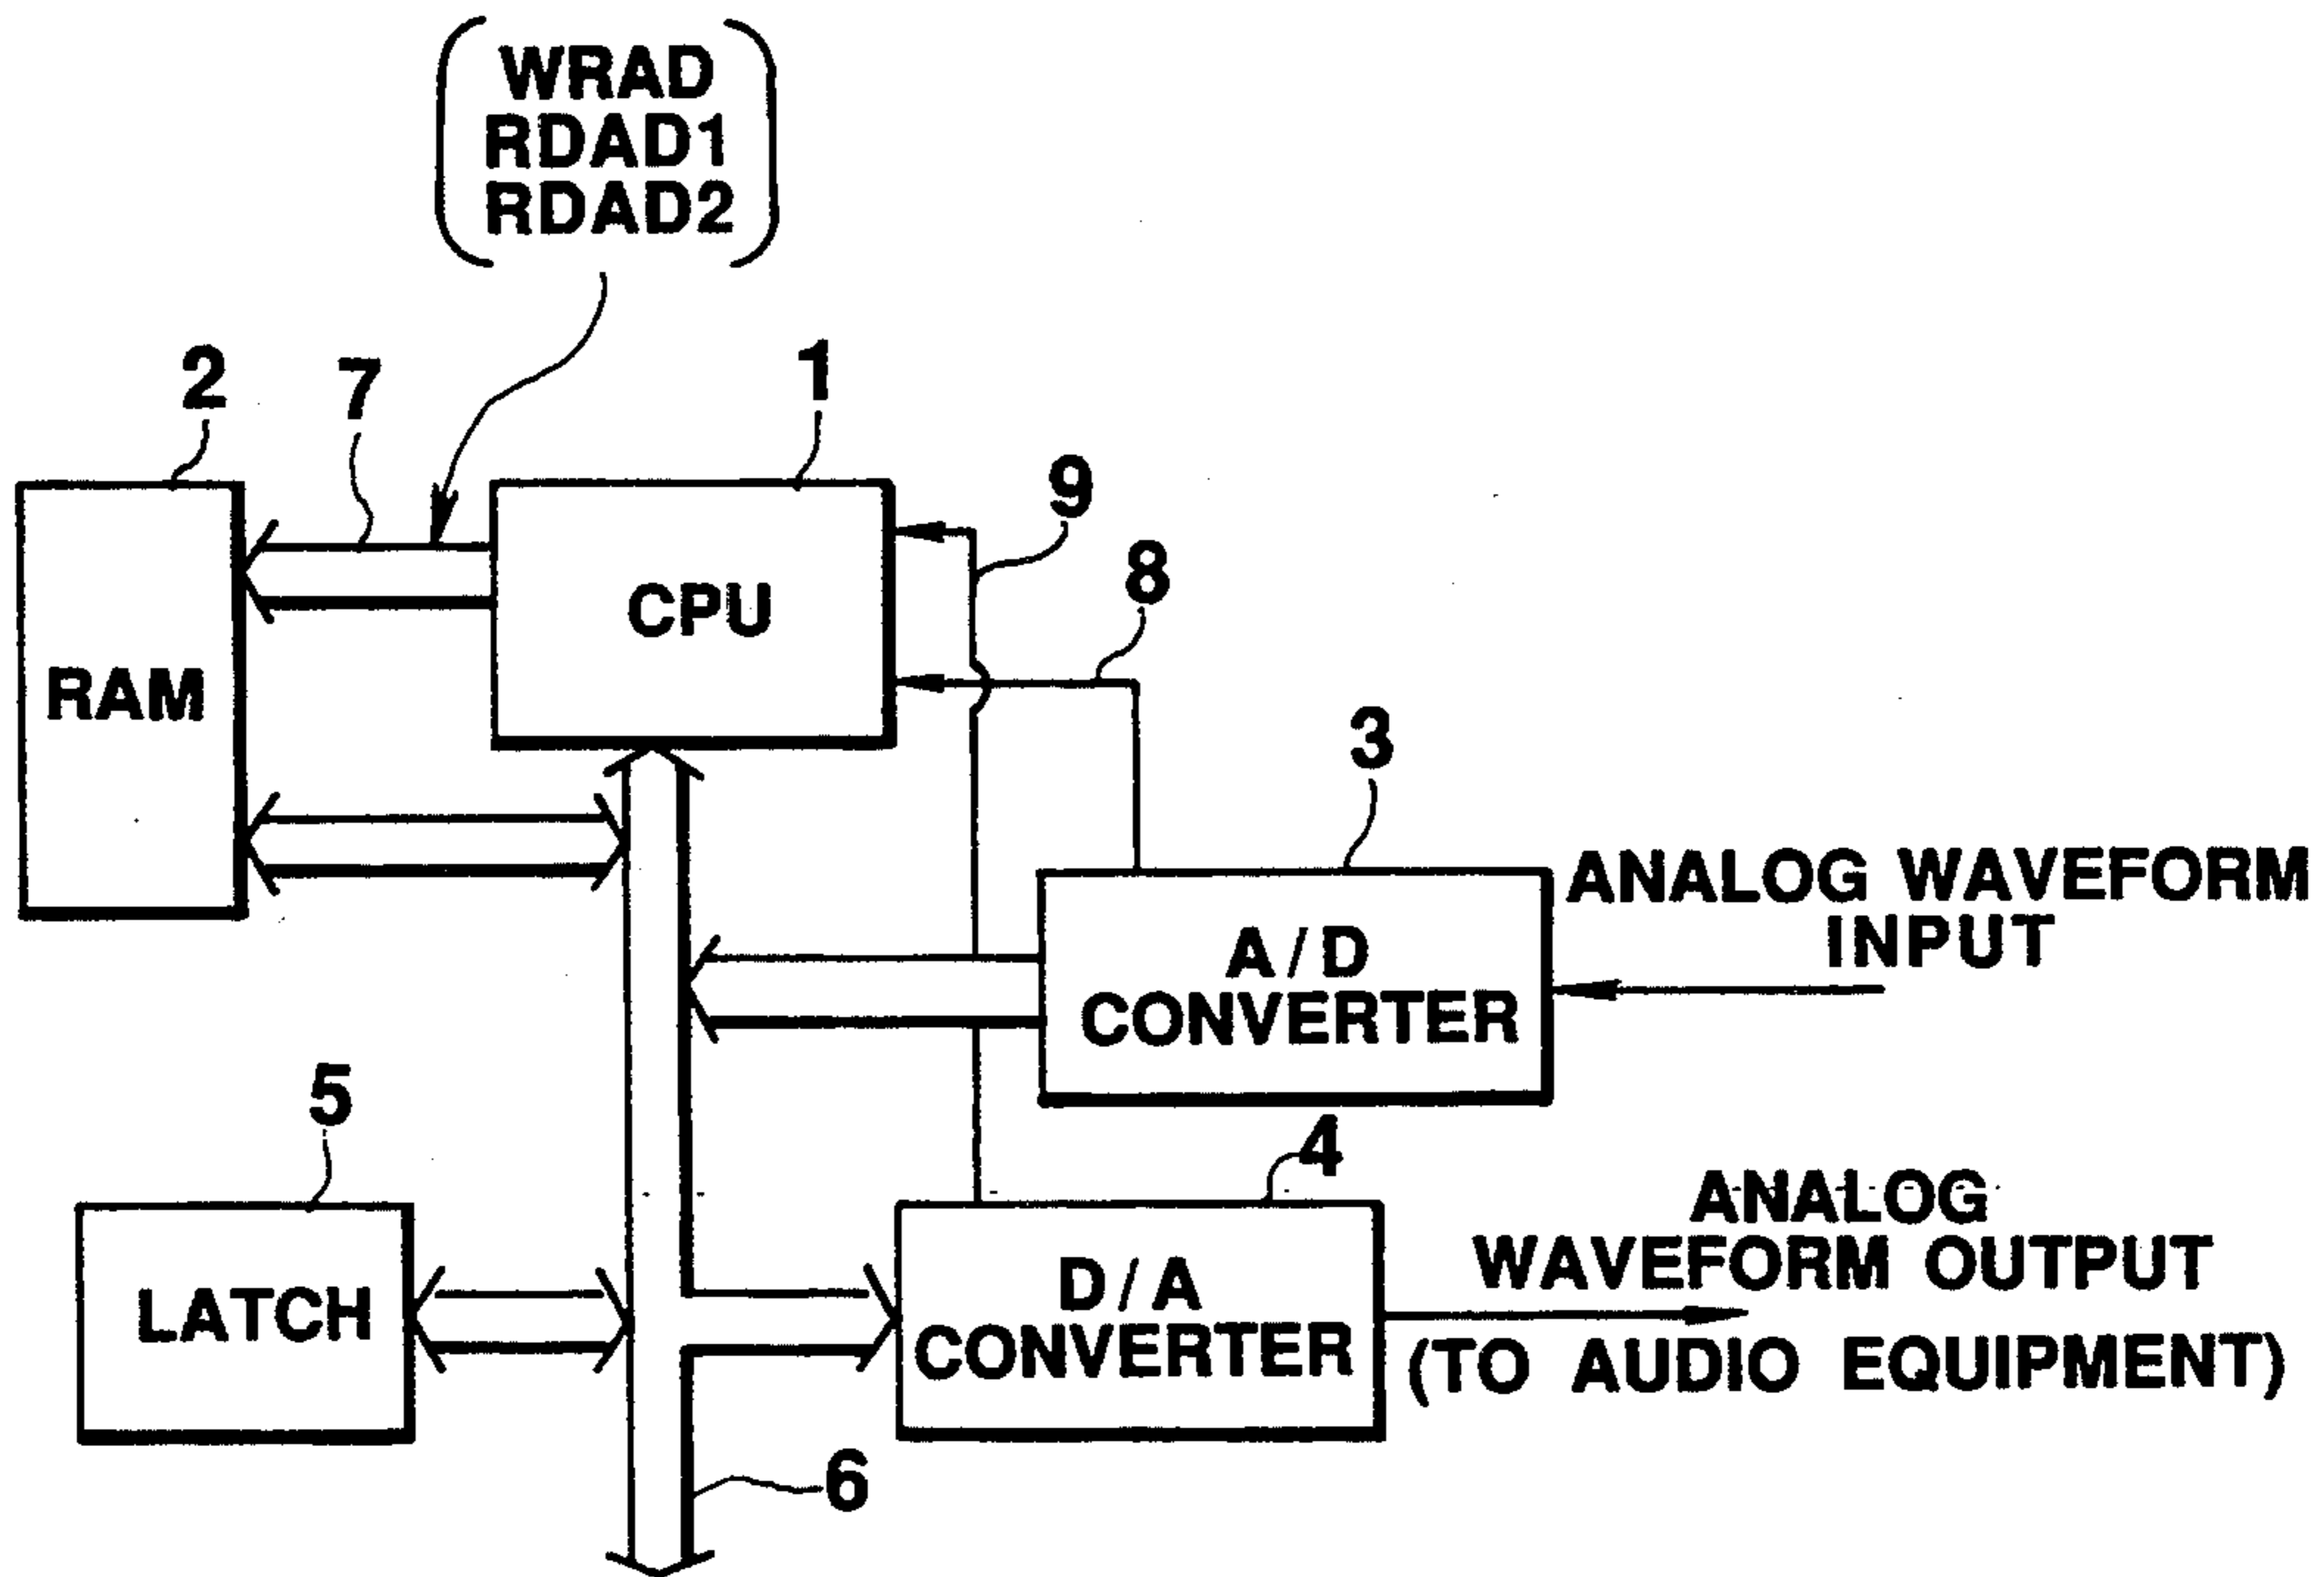 WRAD
RDAD1
RDAD2
2
7
1
9
8
CPU
RAM
3
ANALOG WAVEFORM
INPUT
A/D
CONVERTER
5
4
ANALOG
WAVEFORM OUTPUT
(TO AUDIO EQUIPMENT)
D/A
CONVERTER
LATCH
6